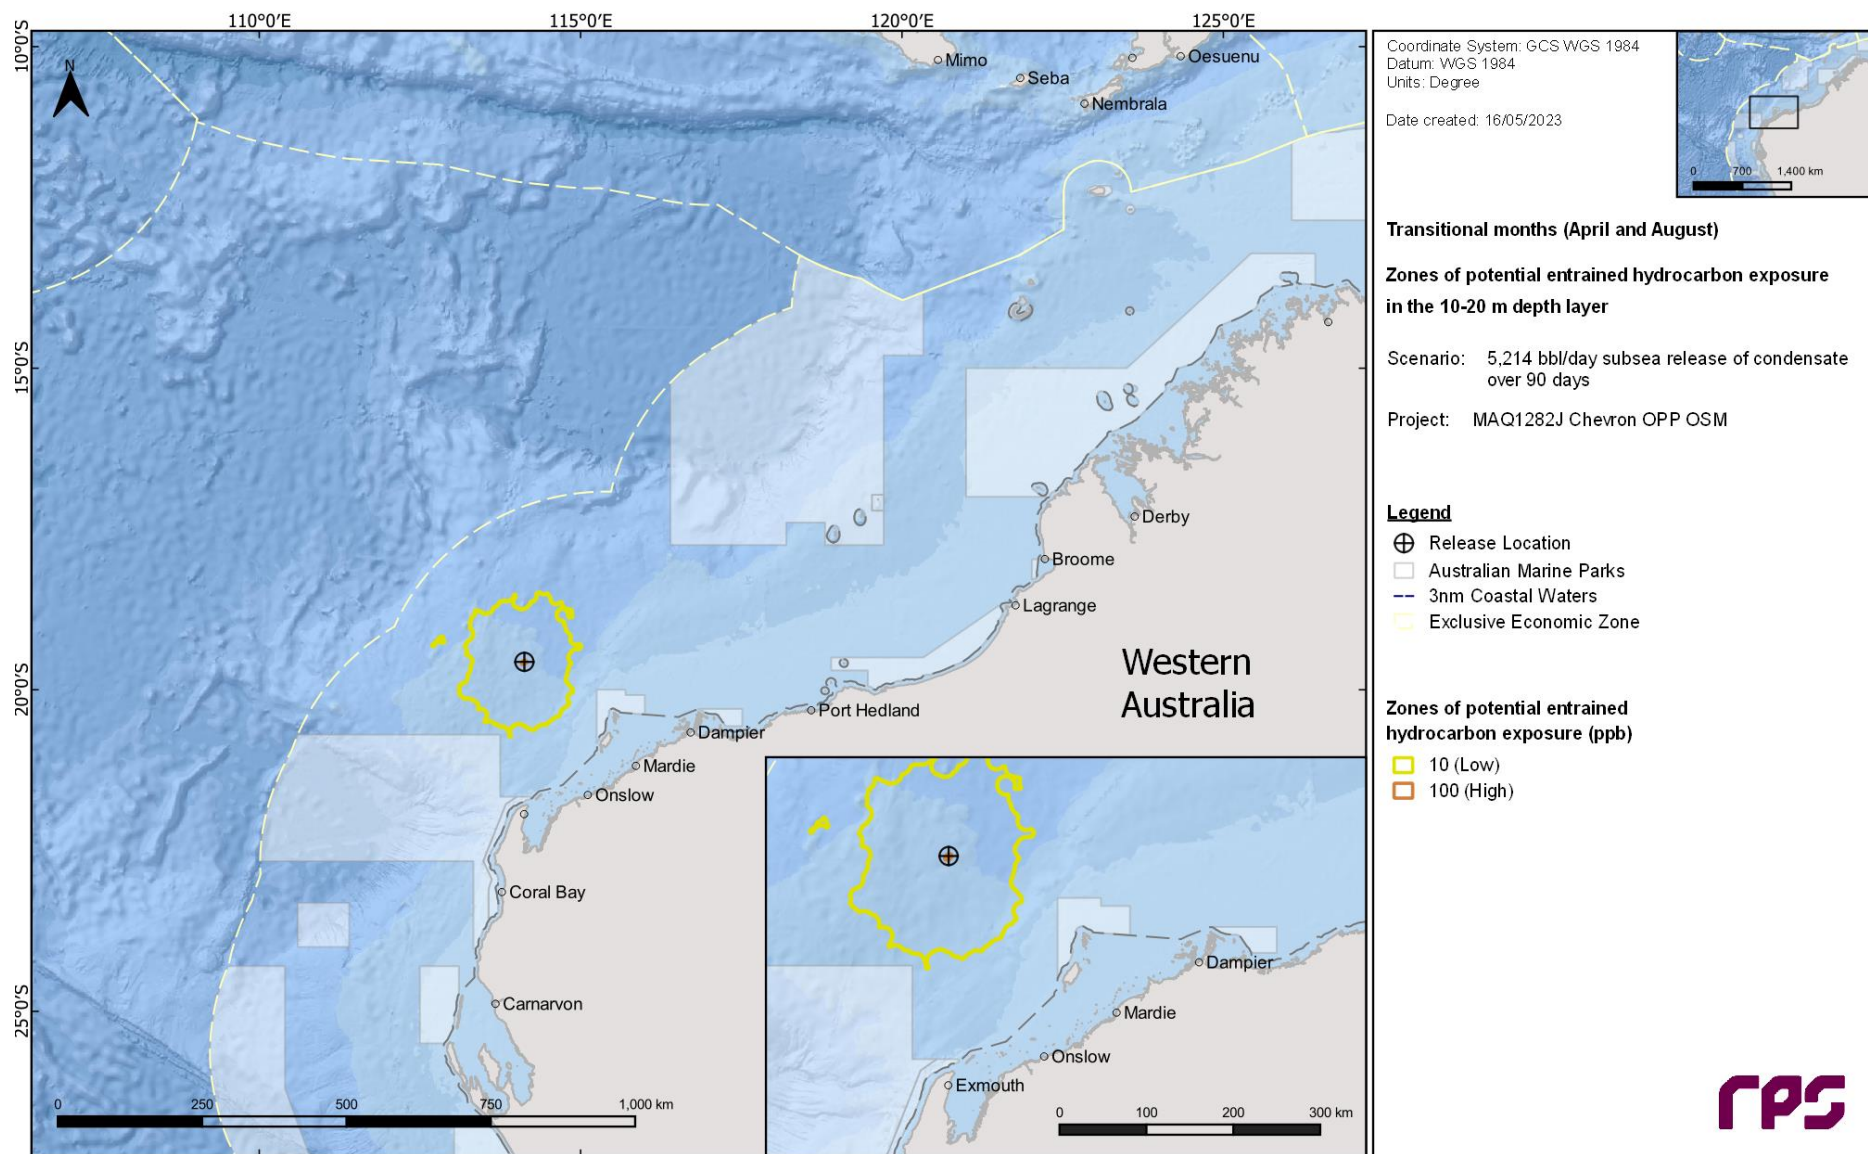 110°0'E 115°0'E 120°0'E 125°0'E
10°0'S
15°0'S
20°0'S
25°0'S
N
Mimo
Seba
Oesuenu
Nembrala
Derby
Broome
Lagrange
Western
Australia
Port Hedland
Dampier
Mardie
Onslow
Coral Bay
Carnarvon
0 250 500 750 1,000 km
Dampier
Mardie
Onslow
Exmouth
0 100 200 300 km
Coordinate System: GCS WGS 1984
Datum: WGS 1984
Units: Degree
Date created: 16/05/2023
0 700 1,400 km
Transitional months (April and August)
Zones of potential entrained hydrocarbon exposure
in the 10-20 m depth layer
Scenario: 5,214 bbl/day subsea release of condensate
over 90 days
Project: MAQ1282J Chevron OPP OSM
Legend
Release Location
Australian Marine Parks
3nm Coastal Waters
Exclusive Economic Zone
Zones of potential entrained
hydrocarbon exposure (ppb)
10 (Low)
100 (High)
rps